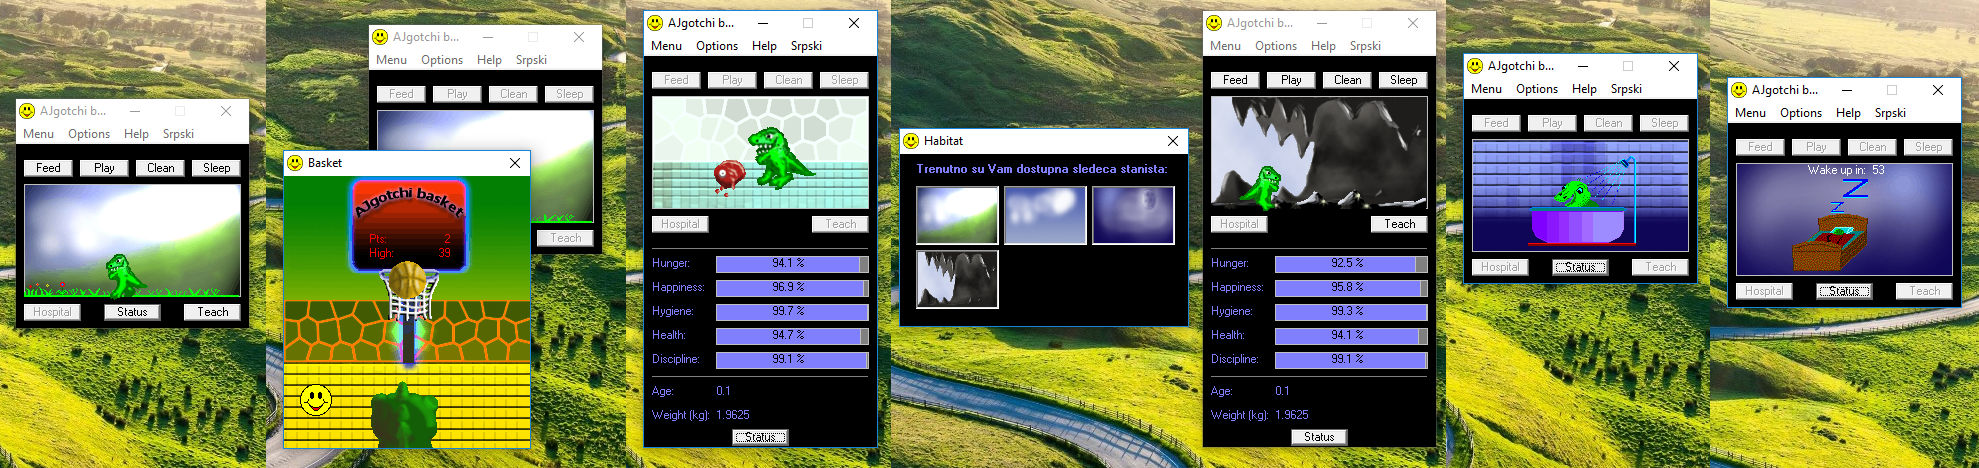 AJgotchi b...
Menu Options Help Srpski
Feed Play Clean Sleep
Hospital Status Teach
AJgotchi b...
Menu Options Help Srpski
Feed Play Clean Sleep
Teach
Basket
AJgotchi basket
Pts: 2
High: 39
AJgotchi b...
Menu Options Help Srpski
Feed Play Clean Sleep
Hospital Teach
Hunger: 94.1 %
Happiness: 96.9 %
Hygiene: 99.7 %
Health: 94.7 %
Discipline: 99.1 %
Age: 0.1
Weight (kg): 1.9625
Status
Habitat
Trenutno su Vam dostupna sledeca stanista:
AJgotchi b...
Menu Options Help Srpski
Feed Play Clean Sleep
Hospital Teach
Hunger: 92.5 %
Happiness: 95.8 %
Hygiene: 99.3 %
Health: 94.1 %
Discipline: 99.1 %
Age: 0.1
Weight (kg): 1.9625
Status
AJgotchi b...
Menu Options Help Srpski
Feed Play Clean Sleep
Hospital Status Teach
AJgotchi b...
Menu Options Help Srpski
Feed Play Clean Sleep
Wake up in: 53
Z
Z
Hospital Status Teach